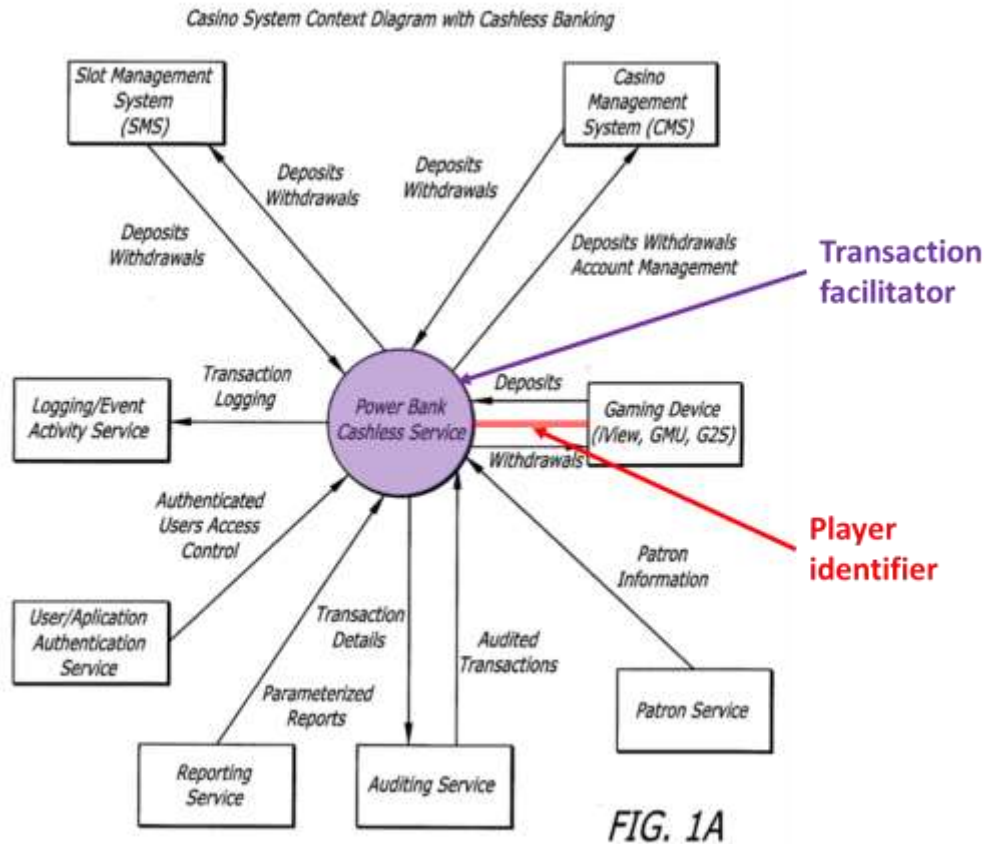 Casino System Context Diagram with Cashless Banking
Slot Management
System
(SMS)
Casino
Management
System (CMS)
Deposits
Withdrawals
Deposits
Withdrawals
Deposits
Withdrawals
Deposits Withdrawals
Account Management
Transaction
facilitator
Transaction
Logging
Logging/Event
Activity Service
Power Bank
Cashless Service
Deposits
Gaming Device
(iView, GMU, G2S)
Withdrawals
Authenticated
Users Access
Control
Player
identifier
Patron
Information
User/Aplication
Authentication
Service
Transaction
Details
Audited
Transactions
Parameterized
Reports
Patron Service
Reporting
Service
Auditing Service
FIG. 1A